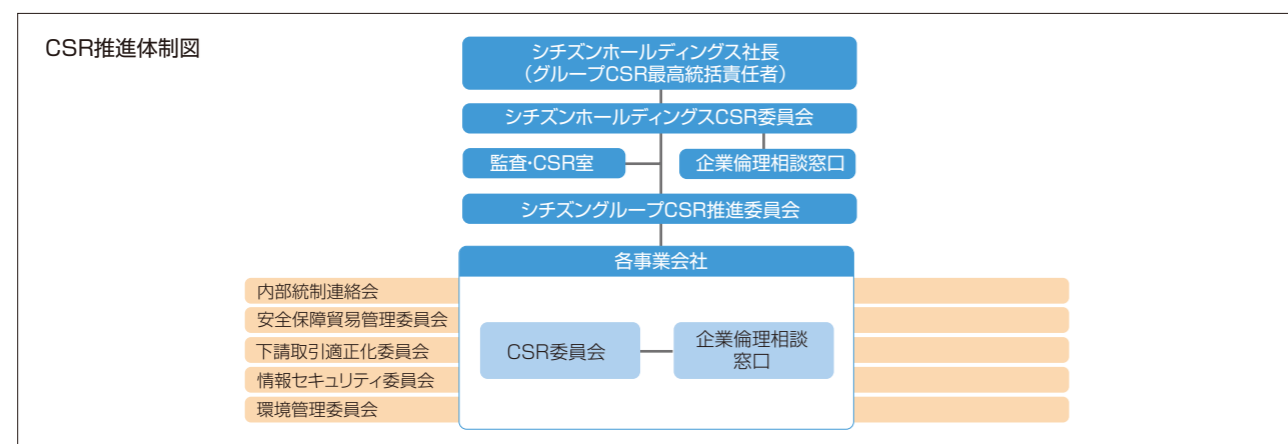 CSR推進体制図
シチズンホールディングス社長
（グループCSR最高統括責任者）
シチズンホールディングスCSR委員会
監査・CSR室
企業倫理相談窓口
シチズングループCSR推進委員会
各事業会社
内部統制連絡会
安全保障貿易管理委員会
下請取引適正化委員会
情報セキュリティ委員会
環境管理委員会
CSR委員会
企業倫理相談
窓口